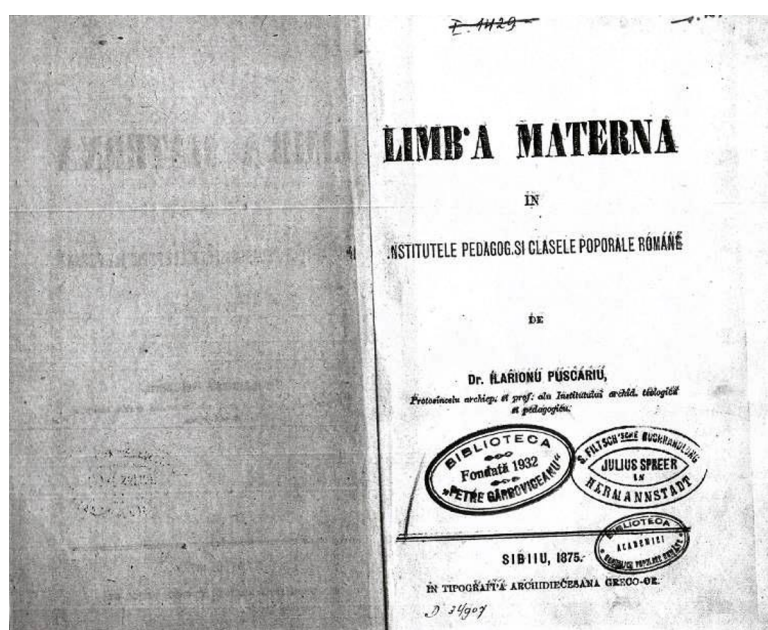 E. 1429
LIMB'A MATERNA
IN
INSTITUTELE PEDAGOG. SI CLASELE POPORALE ROMÂNE
DE
Dr. ILARIONU PUSCARIU,
Protosincelu archiep. si prof. alu Institutului archid. teologicu
si pedagogicu.
BIBLIOTECA
Fondată 1932
„PETRE GÂRBOVICEANU“
S. FILTSCH'SCHE BUCHHANDLUNG
JULIUS SPREER
IN
HERMANNSTADT
BIBLIOTECA
ACADEMIEI
SIBIIU, 1875.
IN TIPOGRAFI'A ARCHIDIECESANA GRECO-OR.
D 34907